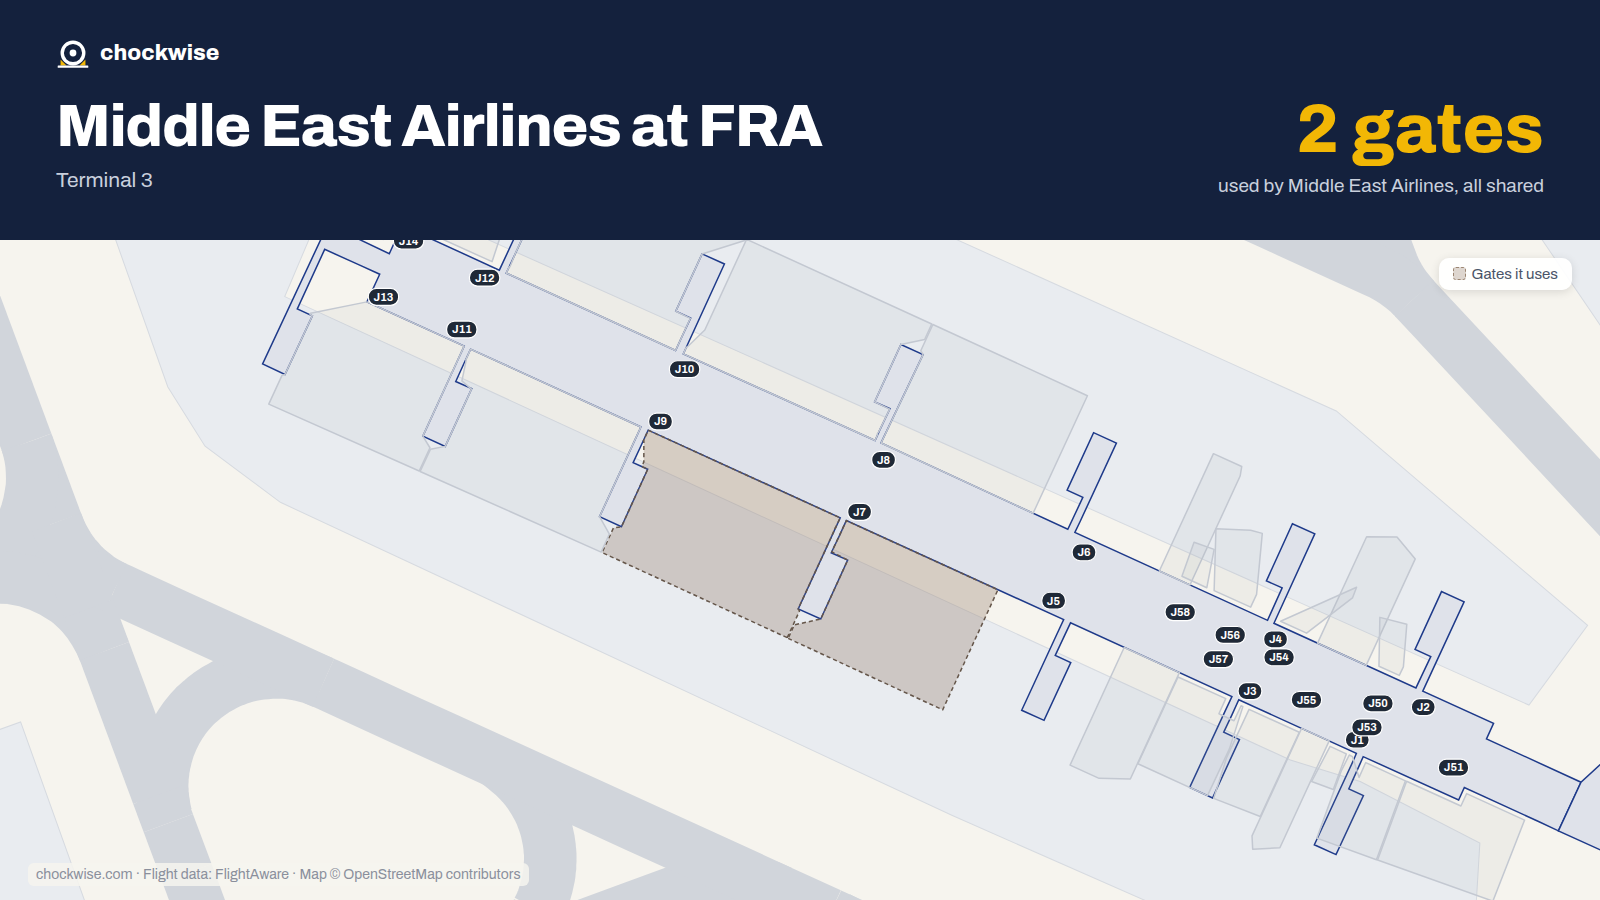 chockwise
Middle East Airlines at FRA
Terminal 3
2 gates
used by Middle East Airlines, all shared
Gates it uses
J14
J12
J13
J11
J10
J9
J8
J7
J6
J5
J58
J56
J4
J57
J54
J3
J55
J50
J2
J53
J1
J51
chockwise.com · Flight data: FlightAware · Map © OpenStreetMap contributors